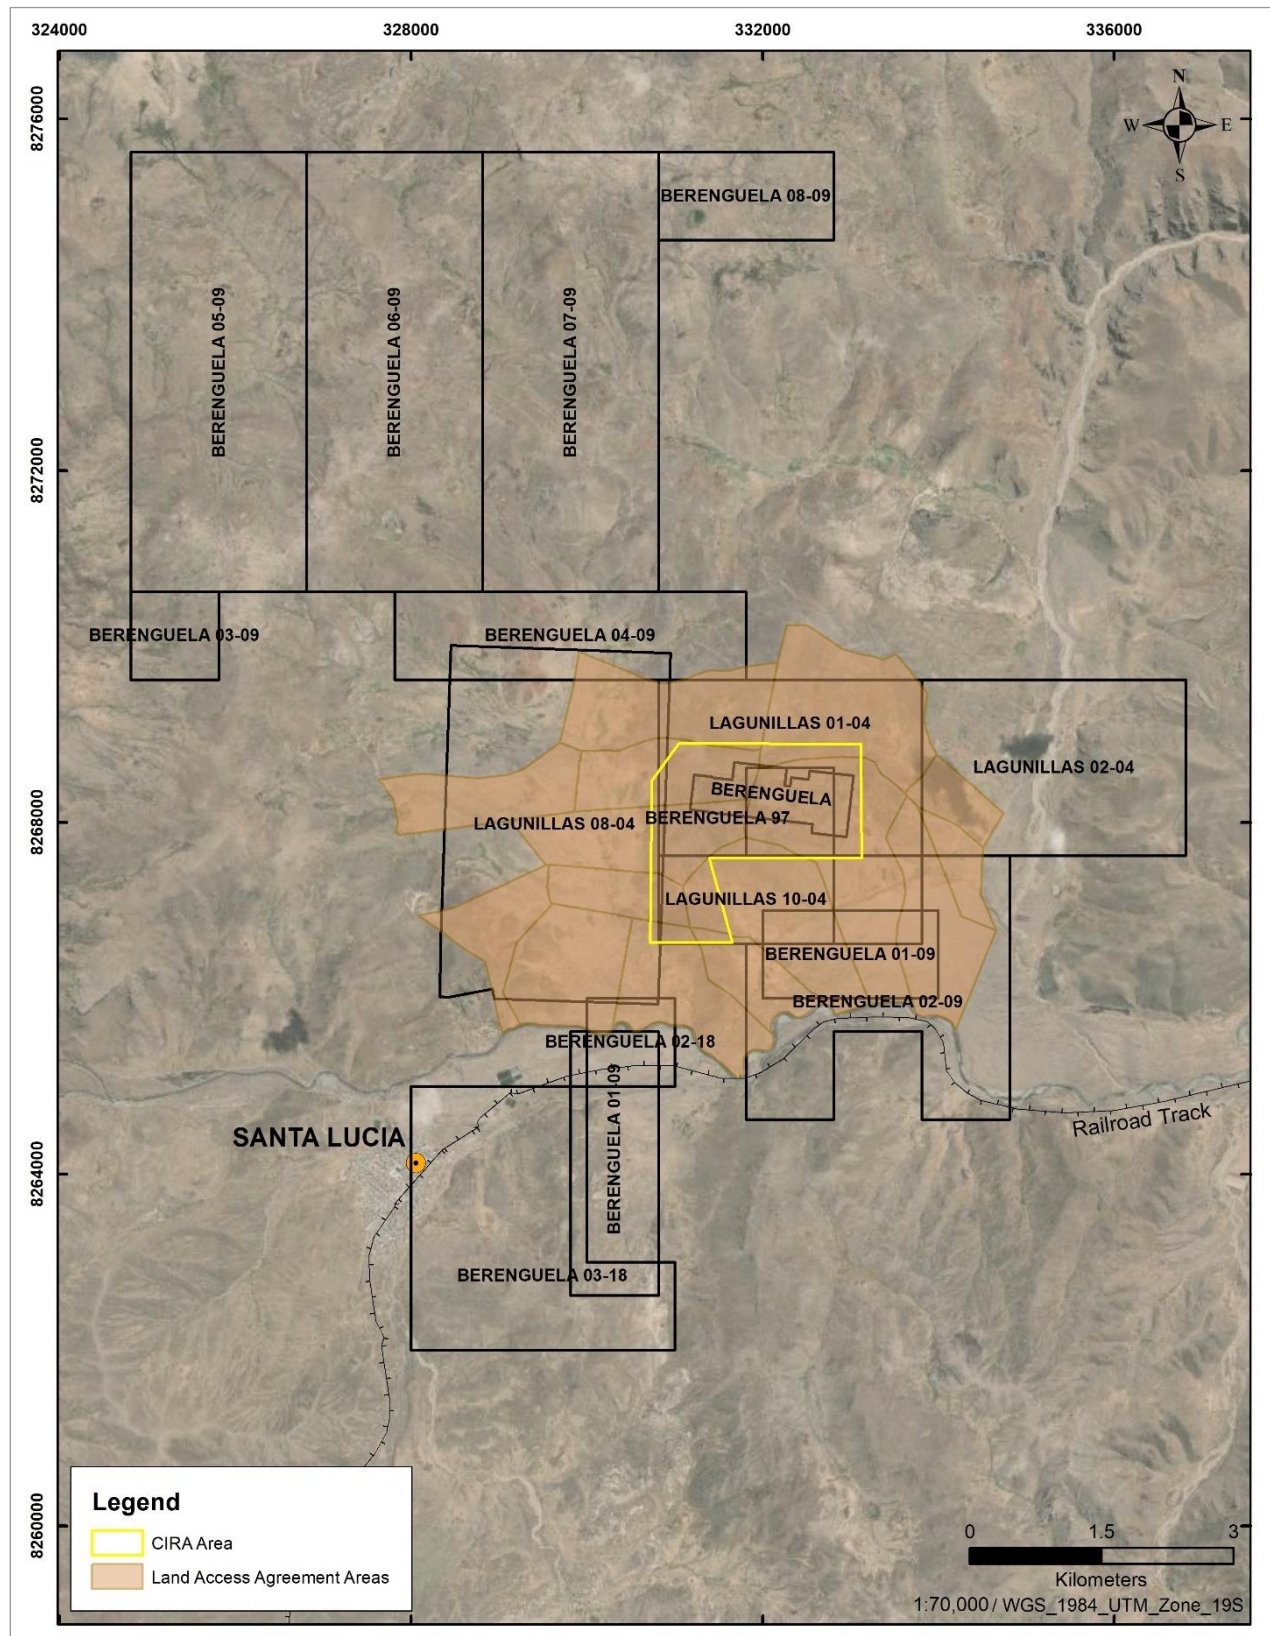 324000
328000
332000
336000
8276000
8272000
8268000
8264000
8260000
N
W
E
S
BERENGUELA 08-09
BERENGUELA 05-09
BERENGUELA 06-09
BERENGUELA 07-09
BERENGUELA 03-09
BERENGUELA 04-09
LAGUNILLAS 01-04
LAGUNILLAS 02-04
BERENGUELA
BERENGUELA 97
LAGUNILLAS 08-04
LAGUNILLAS 10-04
BERENGUELA 01-09
BERENGUELA 02-09
BERENGUELA 02-18
BERENGUELA 01-09
Railroad Track
SANTA LUCIA
BERENGUELA 03-18
Legend
CIRA Area
Land Access Agreement Areas
0 1.5 3
Kilometers
1:70,000 / WGS_1984_UTM_Zone_19S